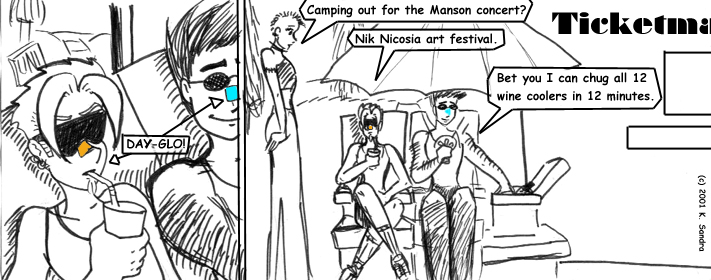 DAY-GLO!
Camping out for the Manson concert?
Nik Nicosia art festival.
Bet you I can chug all 12
wine coolers in 12 minutes.
Ticketma
(c) 2001 K. Sandra